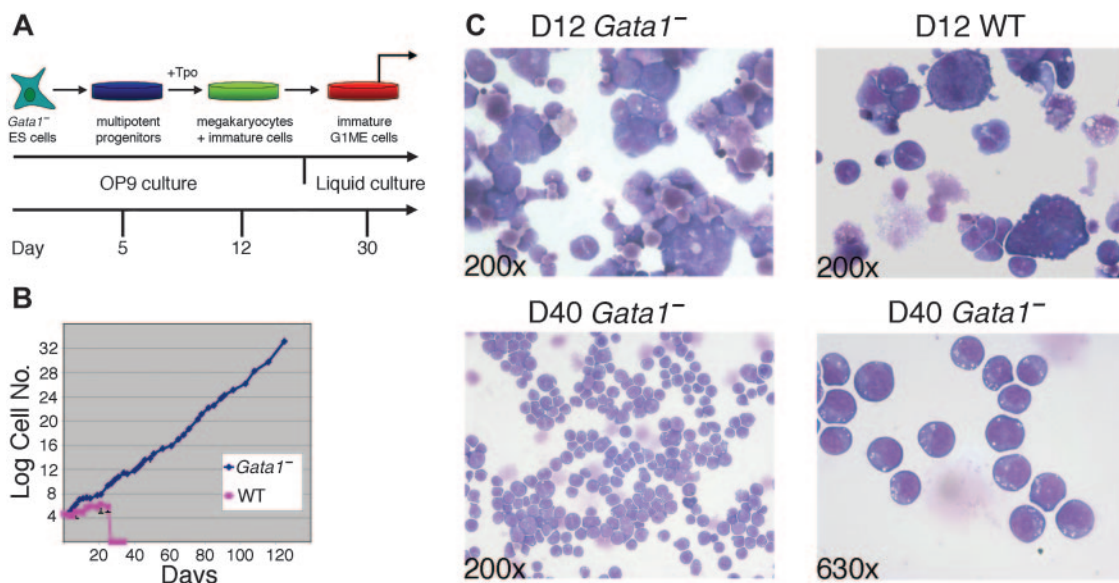 A
+Tpo
Gata1⁻
ES cells
multipotent
progenitors
megakaryocytes
+ immature cells
immature
G1ME cells
OP9 culture
Liquid culture
Day
5
12
30
B
Log Cell No.
32
28
24
20
16
12
8
4
Gata1⁻
WT
20
40
60
80
100
120
Days
C
D12 Gata1⁻
D12 WT
200x
200x
D40 Gata1⁻
D40 Gata1⁻
200x
630x